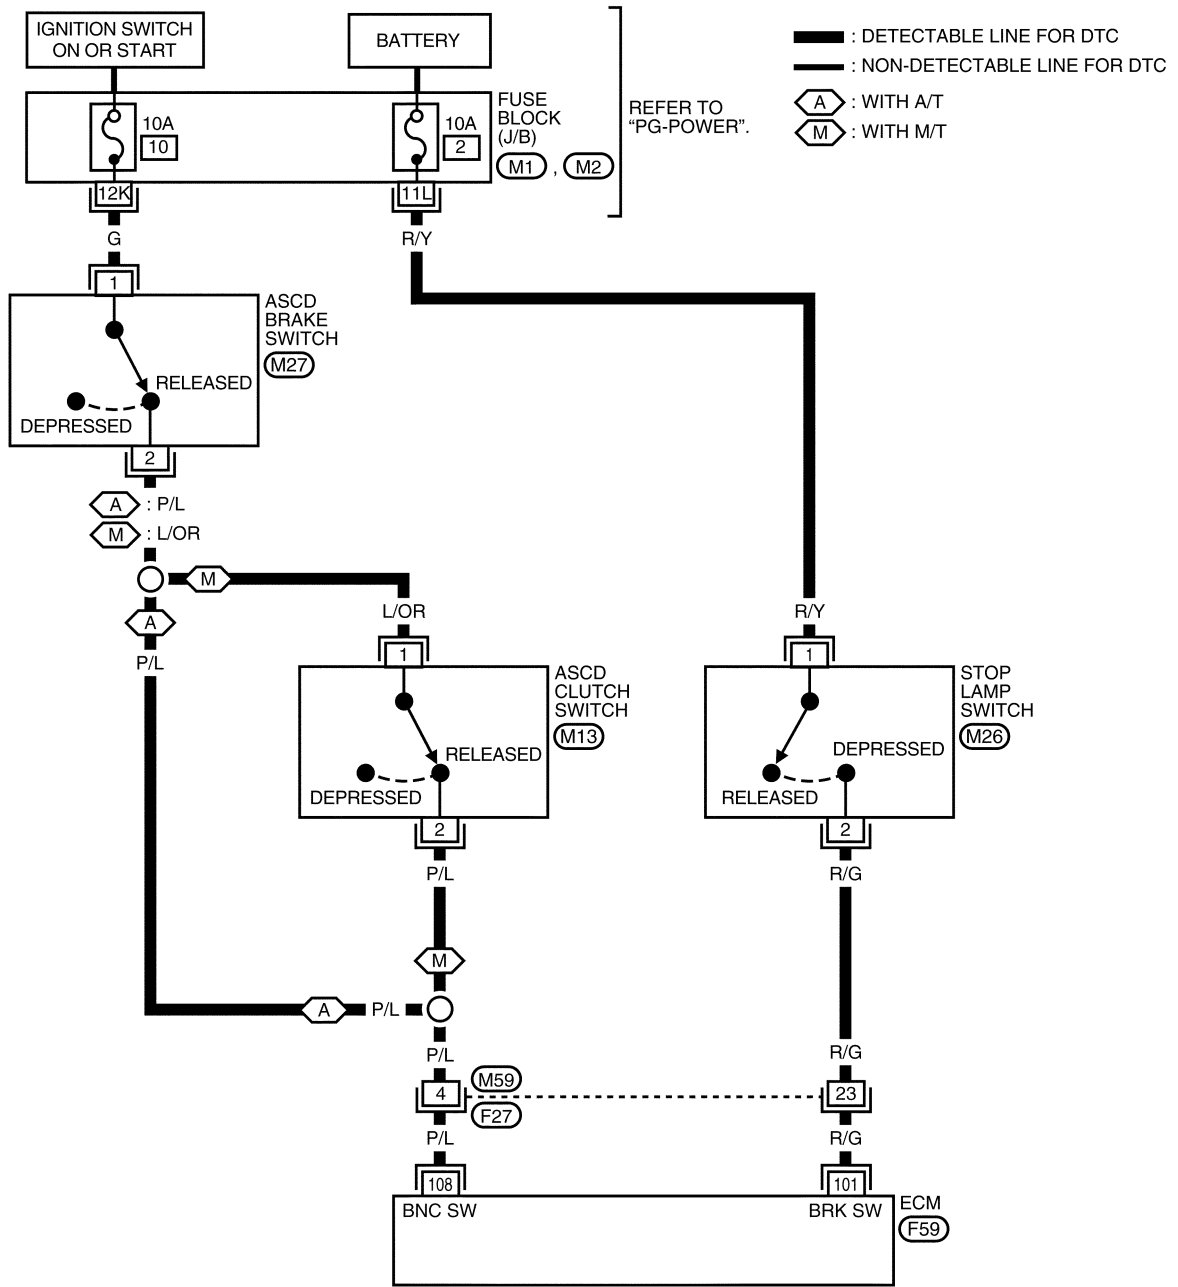 IGNITION SWITCH
ON OR START
BATTERY
: DETECTABLE LINE FOR DTC
: NON-DETECTABLE LINE FOR DTC
A : WITH A/T
M : WITH M/T
10A
10
10A
2
FUSE
BLOCK
(J/B)
M1 , M2
REFER TO
“PG-POWER”.
12K
11L
G
R/Y
1
ASCD
BRAKE
SWITCH
M27
RELEASED
DEPRESSED
2
A : P/L
M : L/OR
M
A
P/L
L/OR
R/Y
1
ASCD
CLUTCH
SWITCH
M13
RELEASED
DEPRESSED
2
1
STOP
LAMP
SWITCH
M26
DEPRESSED
RELEASED
2
P/L
R/G
M
A
P/L
P/L
R/G
4
M59
F27
23
P/L
R/G
108
101
BNC SW
BRK SW
ECM
F59